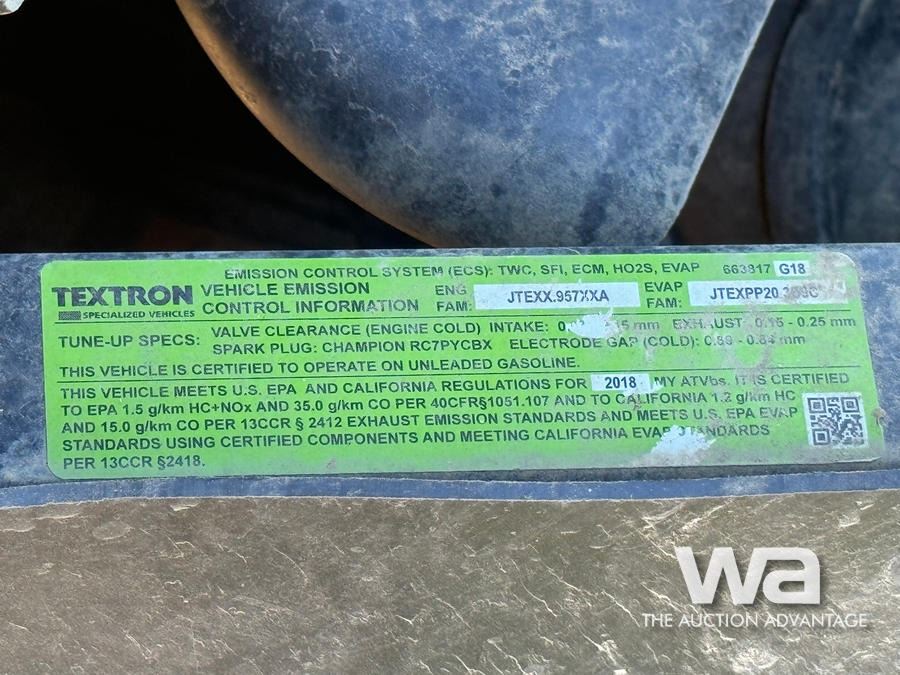 EMISSION CONTROL SYSTEM (ECS): TWC, SFI, ECM, HO2S, EVAP 663817 G18
TEXTRON
SPECIALIZED VEHICLES
VEHICLE EMISSION
CONTROL INFORMATION
ENG
FAM: JTEXX.957XXA
EVAP
FAM:
TUNE-UP SPECS: VALVE CLEARANCE (ENGINE COLD) INTAKE: mm EXHAUST 0.15 - 0.25 mm
SPARK PLUG: CHAMPION RC7PYCBX ELECTRODE GAP (COLD): mm
THIS VEHICLE IS CERTIFIED TO OPERATE ON UNLEADED GASOLINE.
THIS VEHICLE MEETS U.S. EPA AND CALIFORNIA REGULATIONS FOR 2018 MY ATVbs. IT IS CERTIFIED
TO EPA 1.5 g/km HC+NOx AND 35.0 g/km CO PER 40CFR§1051.107 AND TO CALIFORNIA 1.2 g/km HC
AND 15.0 g/km CO PER 13CCR § 2412 EXHAUST EMISSION STANDARDS AND MEETS U.S. EPA EVAP
STANDARDS USING CERTIFIED COMPONENTS AND MEETING CALIFORNIA EVAP STANDARDS
PER 13CCR §2418.
wa
THE AUCTION ADVANTAGE